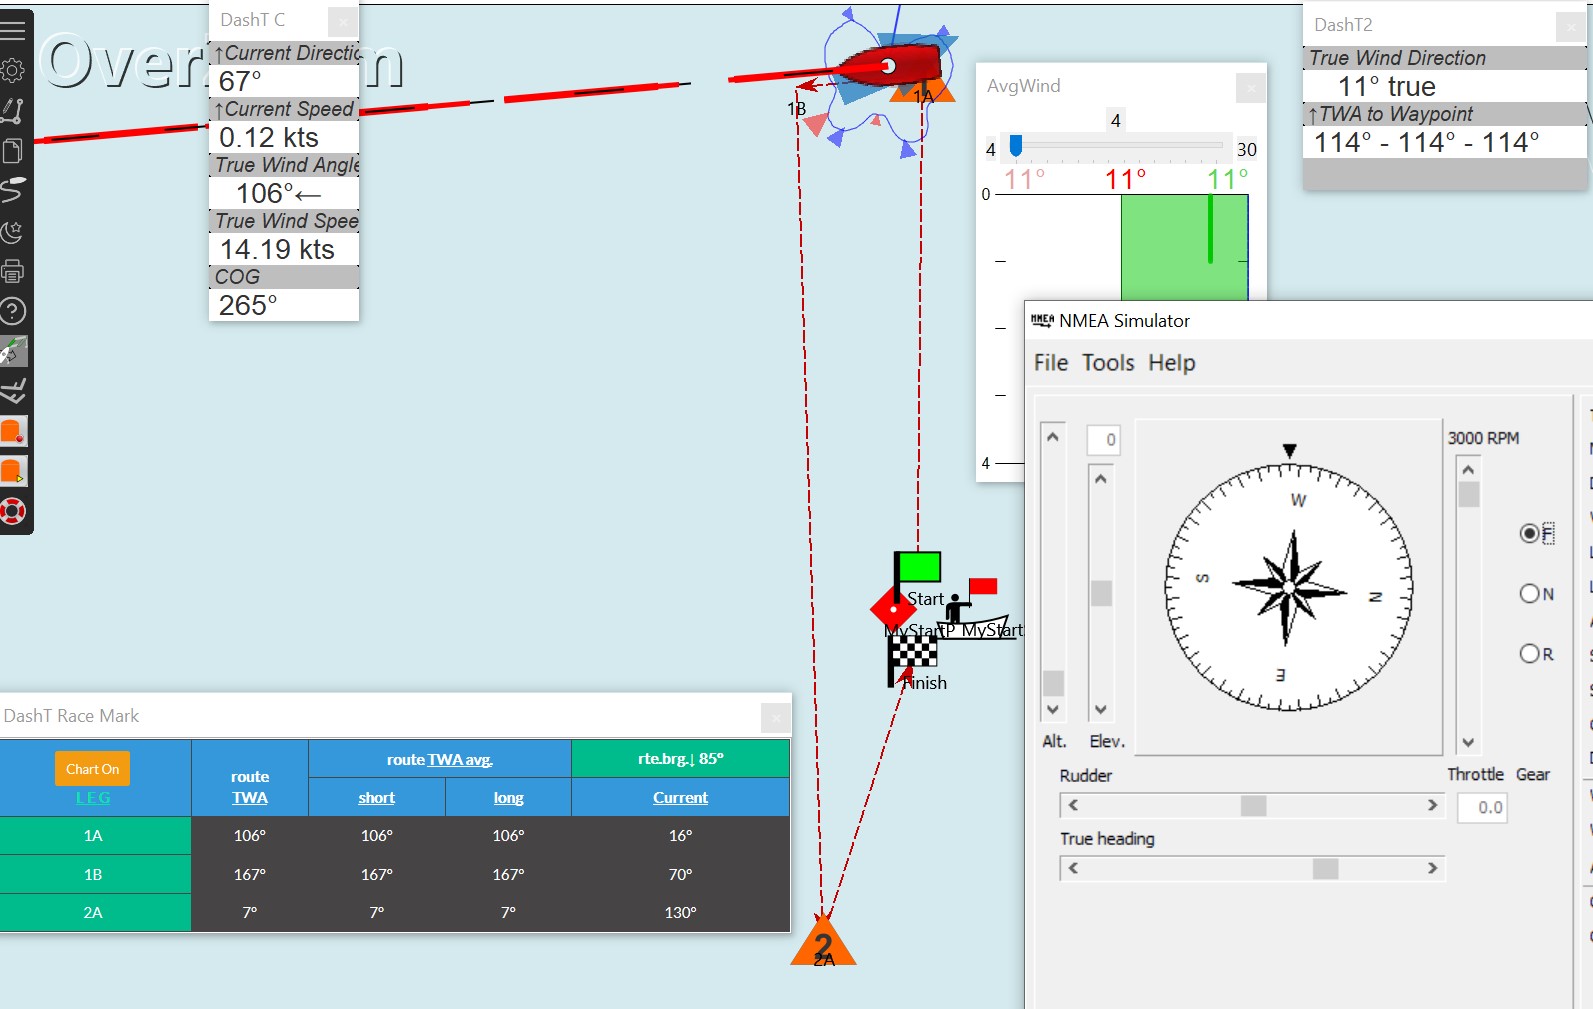 DashT C
↑Current Directio
67°
↑Current Speed
0.12 kts
True Wind Angle
106°←
True Wind Spee
14.19 kts
COG
265°
1B
1A
AvgWind
4
4
30
11°
11°
11°
0
4
DashT2
True Wind Direction
11° true
↑TWA to Waypoint
114° - 114° - 114°
NMEA Simulator
File Tools Help
0
3000 RPM
W
S
N
E
F
N
R
Alt.
Elev.
Rudder
Throttle
Gear
0.0
True heading
Start
MyStartP
MyStart
Finish
2
2A
DashT Race Mark
Chart On
LEG
route
TWA
route TWA avg.
short
long
rte.brg.↓ 85°
Current
1A 106° 106° 106° 16°
1B 167° 167° 167° 70°
2A 7° 7° 7° 130°